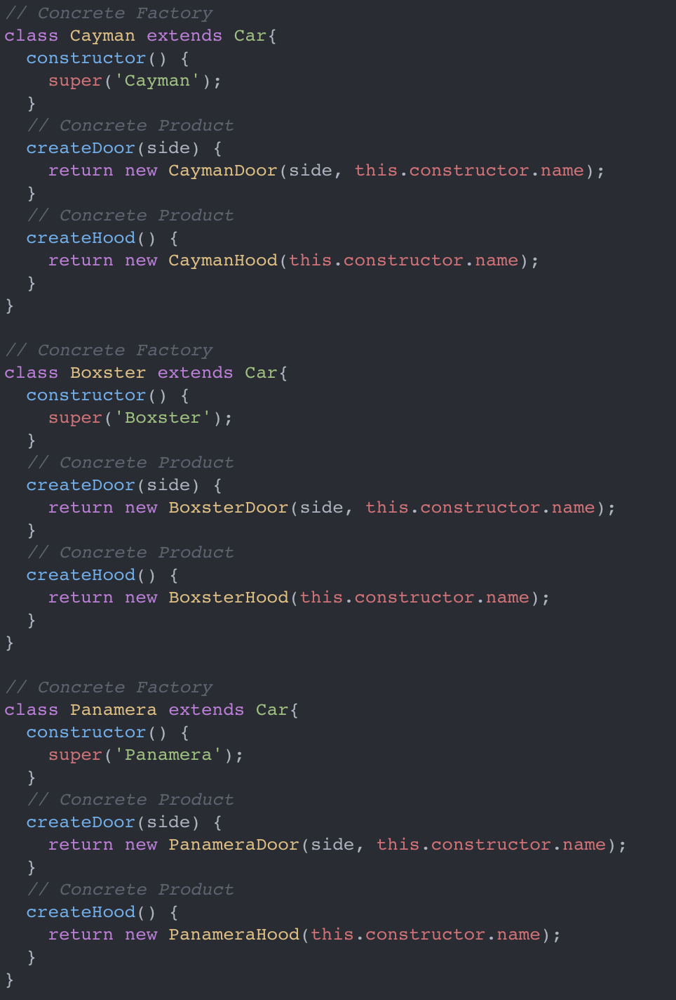 // Concrete Factory
class Cayman extends Car{
  constructor() {
    super('Cayman');
  }
  // Concrete Product
  createDoor(side) {
    return new CaymanDoor(side, this.constructor.name);
  }
  // Concrete Product
  createHood() {
    return new CaymanHood(this.constructor.name);
  }
}

// Concrete Factory
class Boxster extends Car{
  constructor() {
    super('Boxster');
  }
  // Concrete Product
  createDoor(side) {
    return new BoxsterDoor(side, this.constructor.name);
  }
  // Concrete Product
  createHood() {
    return new BoxsterHood(this.constructor.name);
  }
}

// Concrete Factory
class Panamera extends Car{
  constructor() {
    super('Panamera');
  }
  // Concrete Product
  createDoor(side) {
    return new PanameraDoor(side, this.constructor.name);
  }
  // Concrete Product
  createHood() {
    return new PanameraHood(this.constructor.name);
  }
}